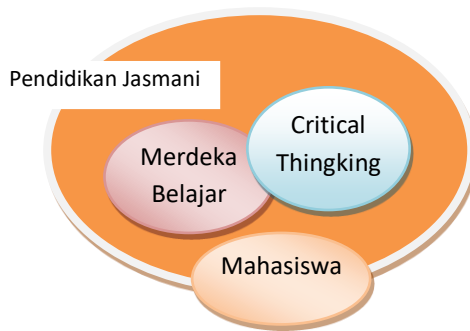 Pendidikan Jasmani
Critical
Thingking
Merdeka
Belajar
Mahasiswa